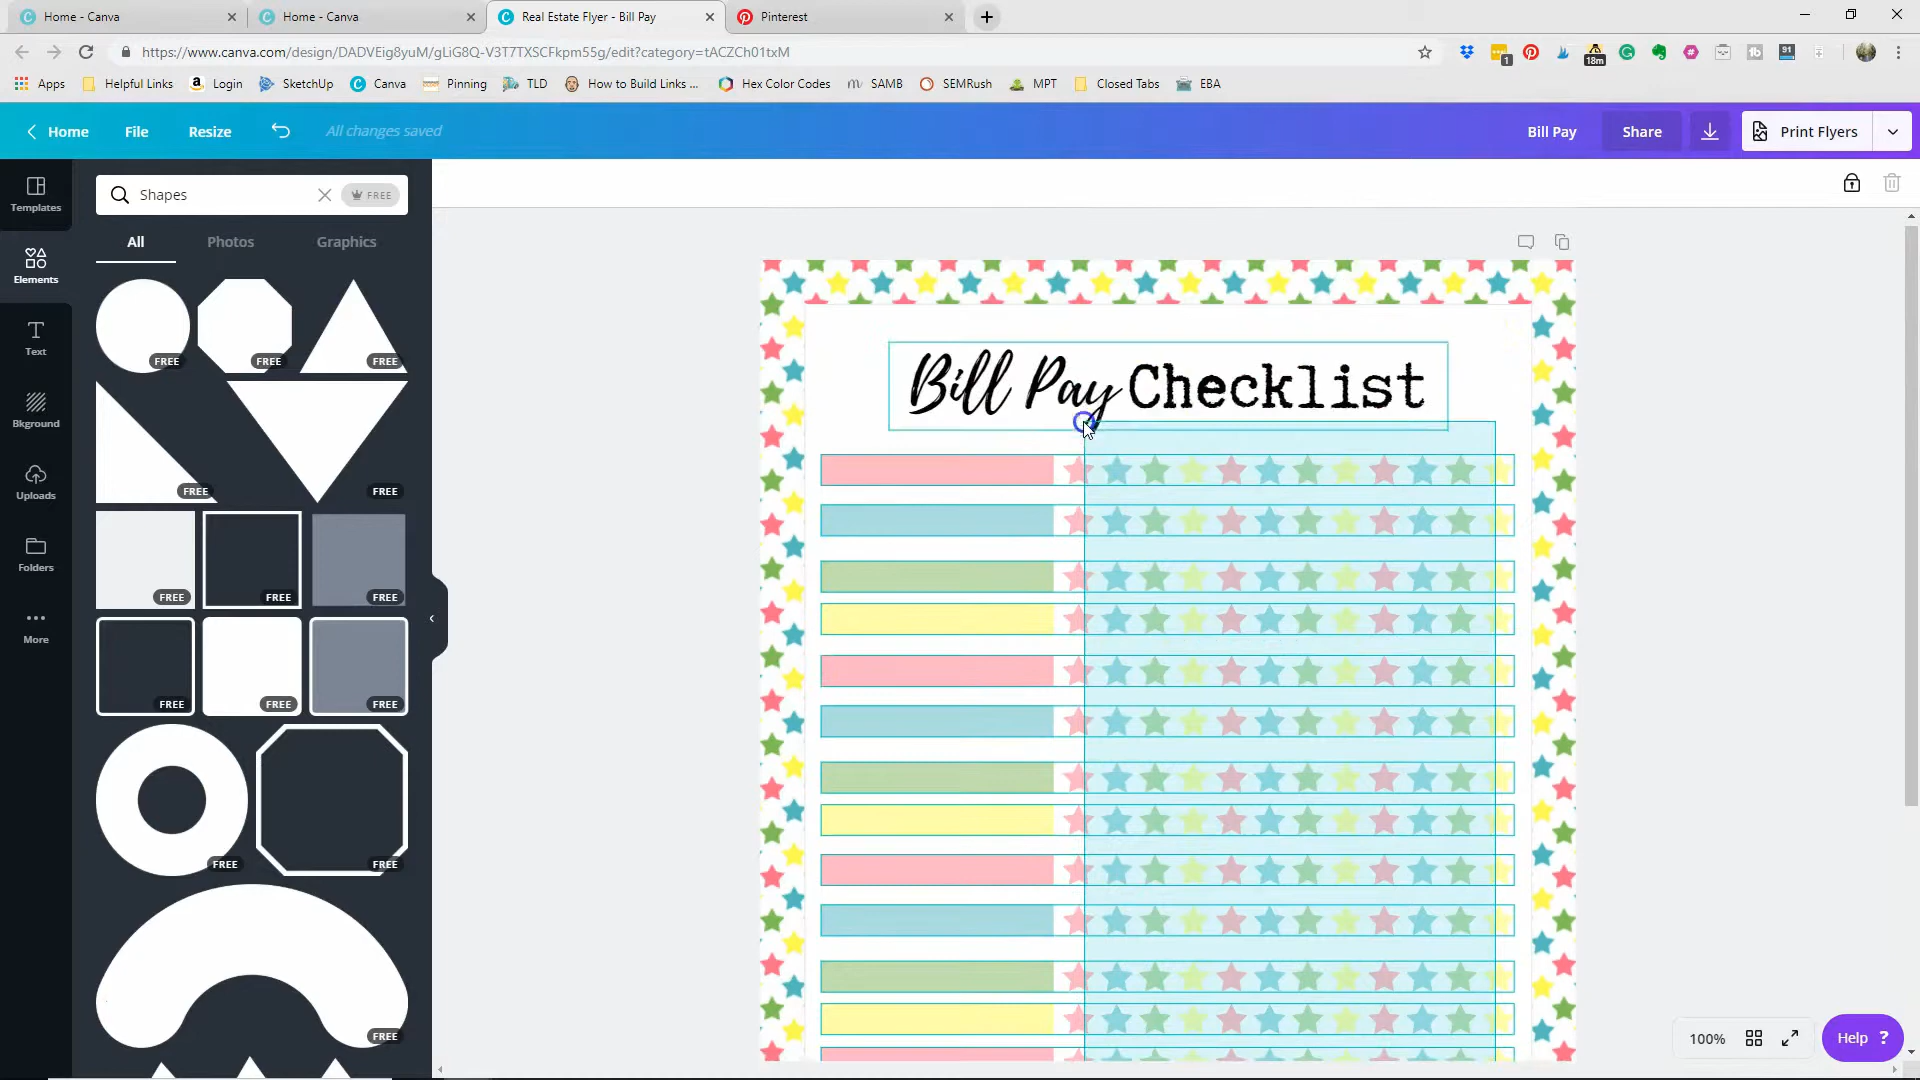 Home - Canva
Home - Canva
Real Estate Flyer - Bill Pay
Pinterest
https://www.canva.com/design/DADVEig8yuM/gLiG8Q-V3T7TXSCFkpm55g/edit?category=tACZCh01txM
1
18m
91
Apps
Helpful Links
Login
SketchUp
Canva
Pinning
TLD
How to Build Links ...
Hex Color Codes
SAMB
SEMRush
MPT
Closed Tabs
EBA
Home
File
Resize
All changes saved
Bill Pay
Share
Print Flyers
Templates
Elements
Text
Bkground
Uploads
Folders
More
Shapes
FREE
All
Photos
Graphics
FREE
FREE
FREE
FREE
FREE
FREE
FREE
FREE
FREE
FREE
FREE
FREE
FREE
FREE
Bill Pay Checklist
100%
Help ?